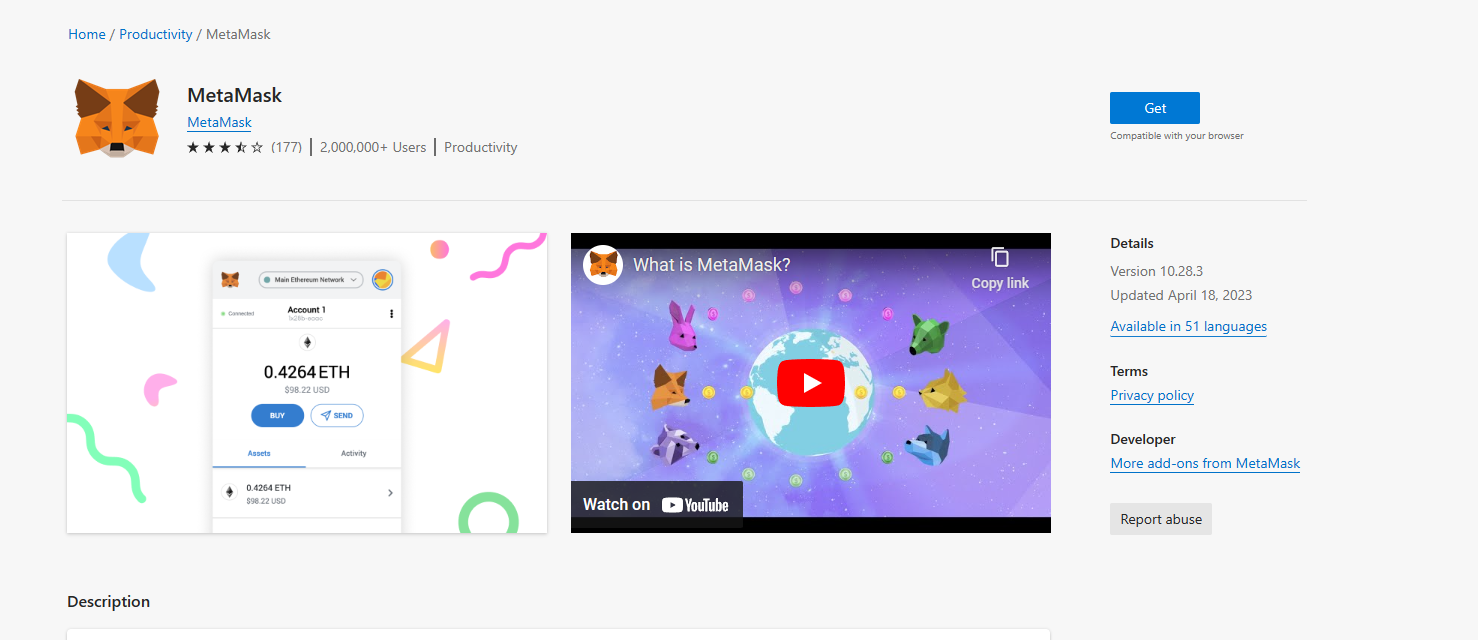 Home / Productivity / MetaMask
MetaMask
MetaMask
(177) | 2,000,000+ Users | Productivity
Get
Compatible with your browser
Main Ethereum Network
Connected
Account 1
0.4264 ETH
$98.22 USD
BUY
SEND
Assets
Activity
0.4264 ETH
$98.22 USD
What is MetaMask?
Copy link
Watch on YouTube
Details
Version 10.28.3
Updated April 18, 2023
Available in 51 languages
Terms
Privacy policy
Developer
More add-ons from MetaMask
Report abuse
Description